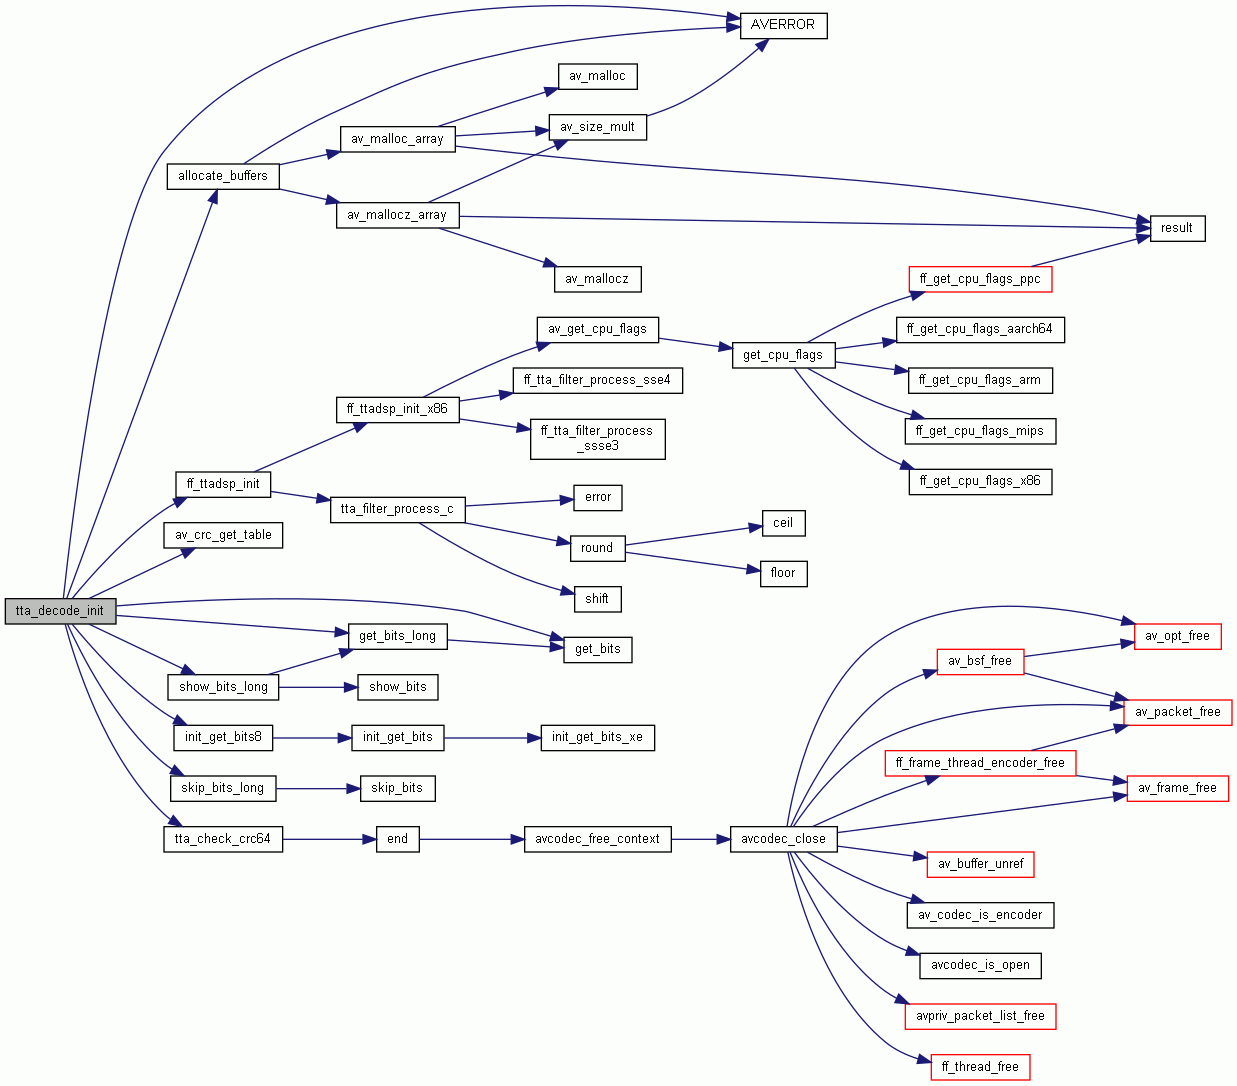 AVERROR
av_malloc
av_size_mult
av_malloc_array
allocate_buffers
av_mallocz_array
result
av_mallocz
ff_get_cpu_flags_ppc
av_get_cpu_flags
ff_get_cpu_flags_aarch64
get_cpu_flags
ff_tta_filter_process_sse4
ff_get_cpu_flags_arm
ff_ttadsp_init_x86
ff_tta_filter_process
_ssse3
ff_get_cpu_flags_mips
ff_ttadsp_init
ff_get_cpu_flags_x86
tta_filter_process_c
error
av_crc_get_table
round
ceil
floor
shift
tta_decode_init
get_bits_long
get_bits
av_opt_free
show_bits_long
show_bits
av_bsf_free
av_packet_free
init_get_bits8
init_get_bits
init_get_bits_xe
ff_frame_thread_encoder_free
skip_bits_long
skip_bits
av_frame_free
tta_check_crc64
end
avcodec_free_context
avcodec_close
av_buffer_unref
av_codec_is_encoder
avcodec_is_open
avpriv_packet_list_free
ff_thread_free